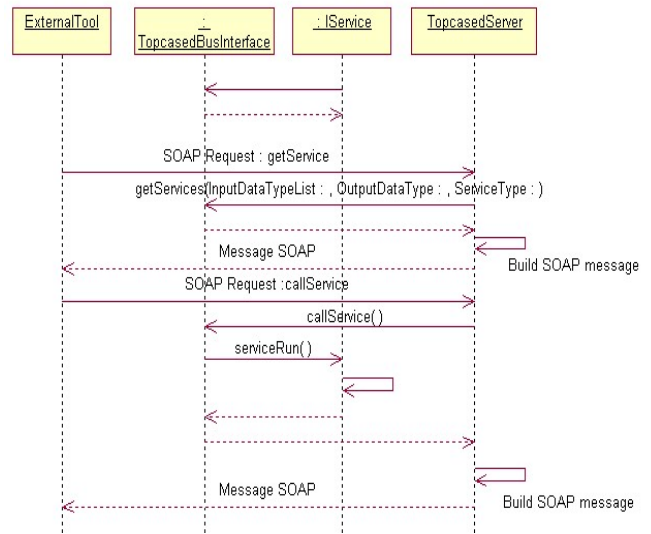 ExternalTool
:
TopcasedBusInterface
: IService
TopcasedServer
SOAP Request : getService
getServices(InputDataTypeList : , OutputDataType : , ServiceType : )
Message SOAP
Build SOAP message
SOAP Request :callService
callService( )
serviceRun( )
Message SOAP
Build SOAP message